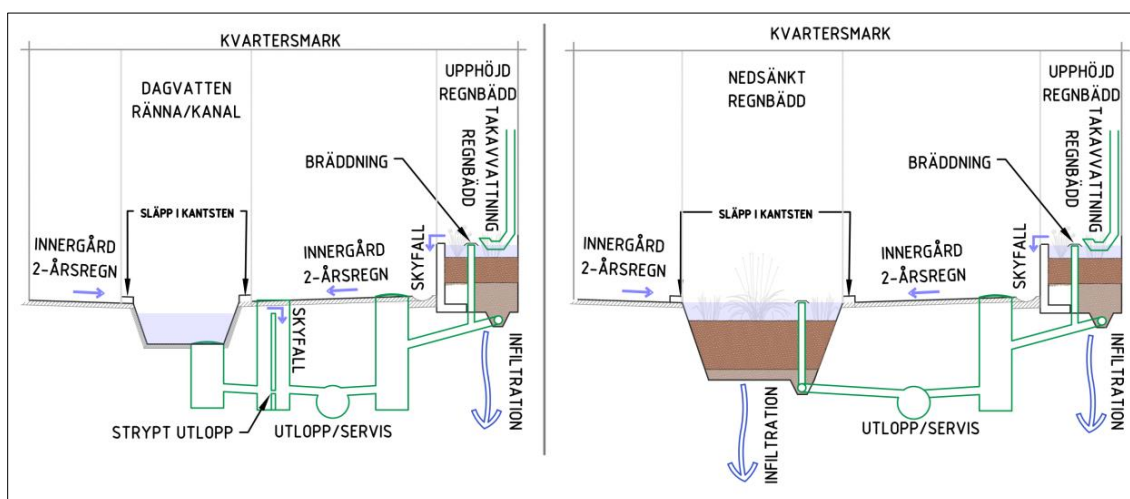 KVARTERSMARK
DAGVATTEN
RÄNNA/KANAL
UPPHÖJD
REGNBÄDD
TAKAVVATTNING
REGNBÄDD
BRÄDDNING
SLÄPP I KANTSTEN
INNERGÅRD
2-ÅRSREGN
INNERGÅRD
2-ÅRSREGN
SKYFALL
SKYFALL
INFILTRATION
STRYPT UTLOPP
UTLOPP/SERVIS
KVARTERSMARK
NEDSÄNKT
REGNBÄDD
UPPHÖJD
REGNBÄDD
TAKAVVATTNING
REGNBÄDD
BRÄDDNING
SLÄPP I KANTSTEN
INNERGÅRD
2-ÅRSREGN
INNERGÅRD
2-ÅRSREGN
SKYFALL
INFILTRATION
UTLOPP/SERVIS
INFILTRATION